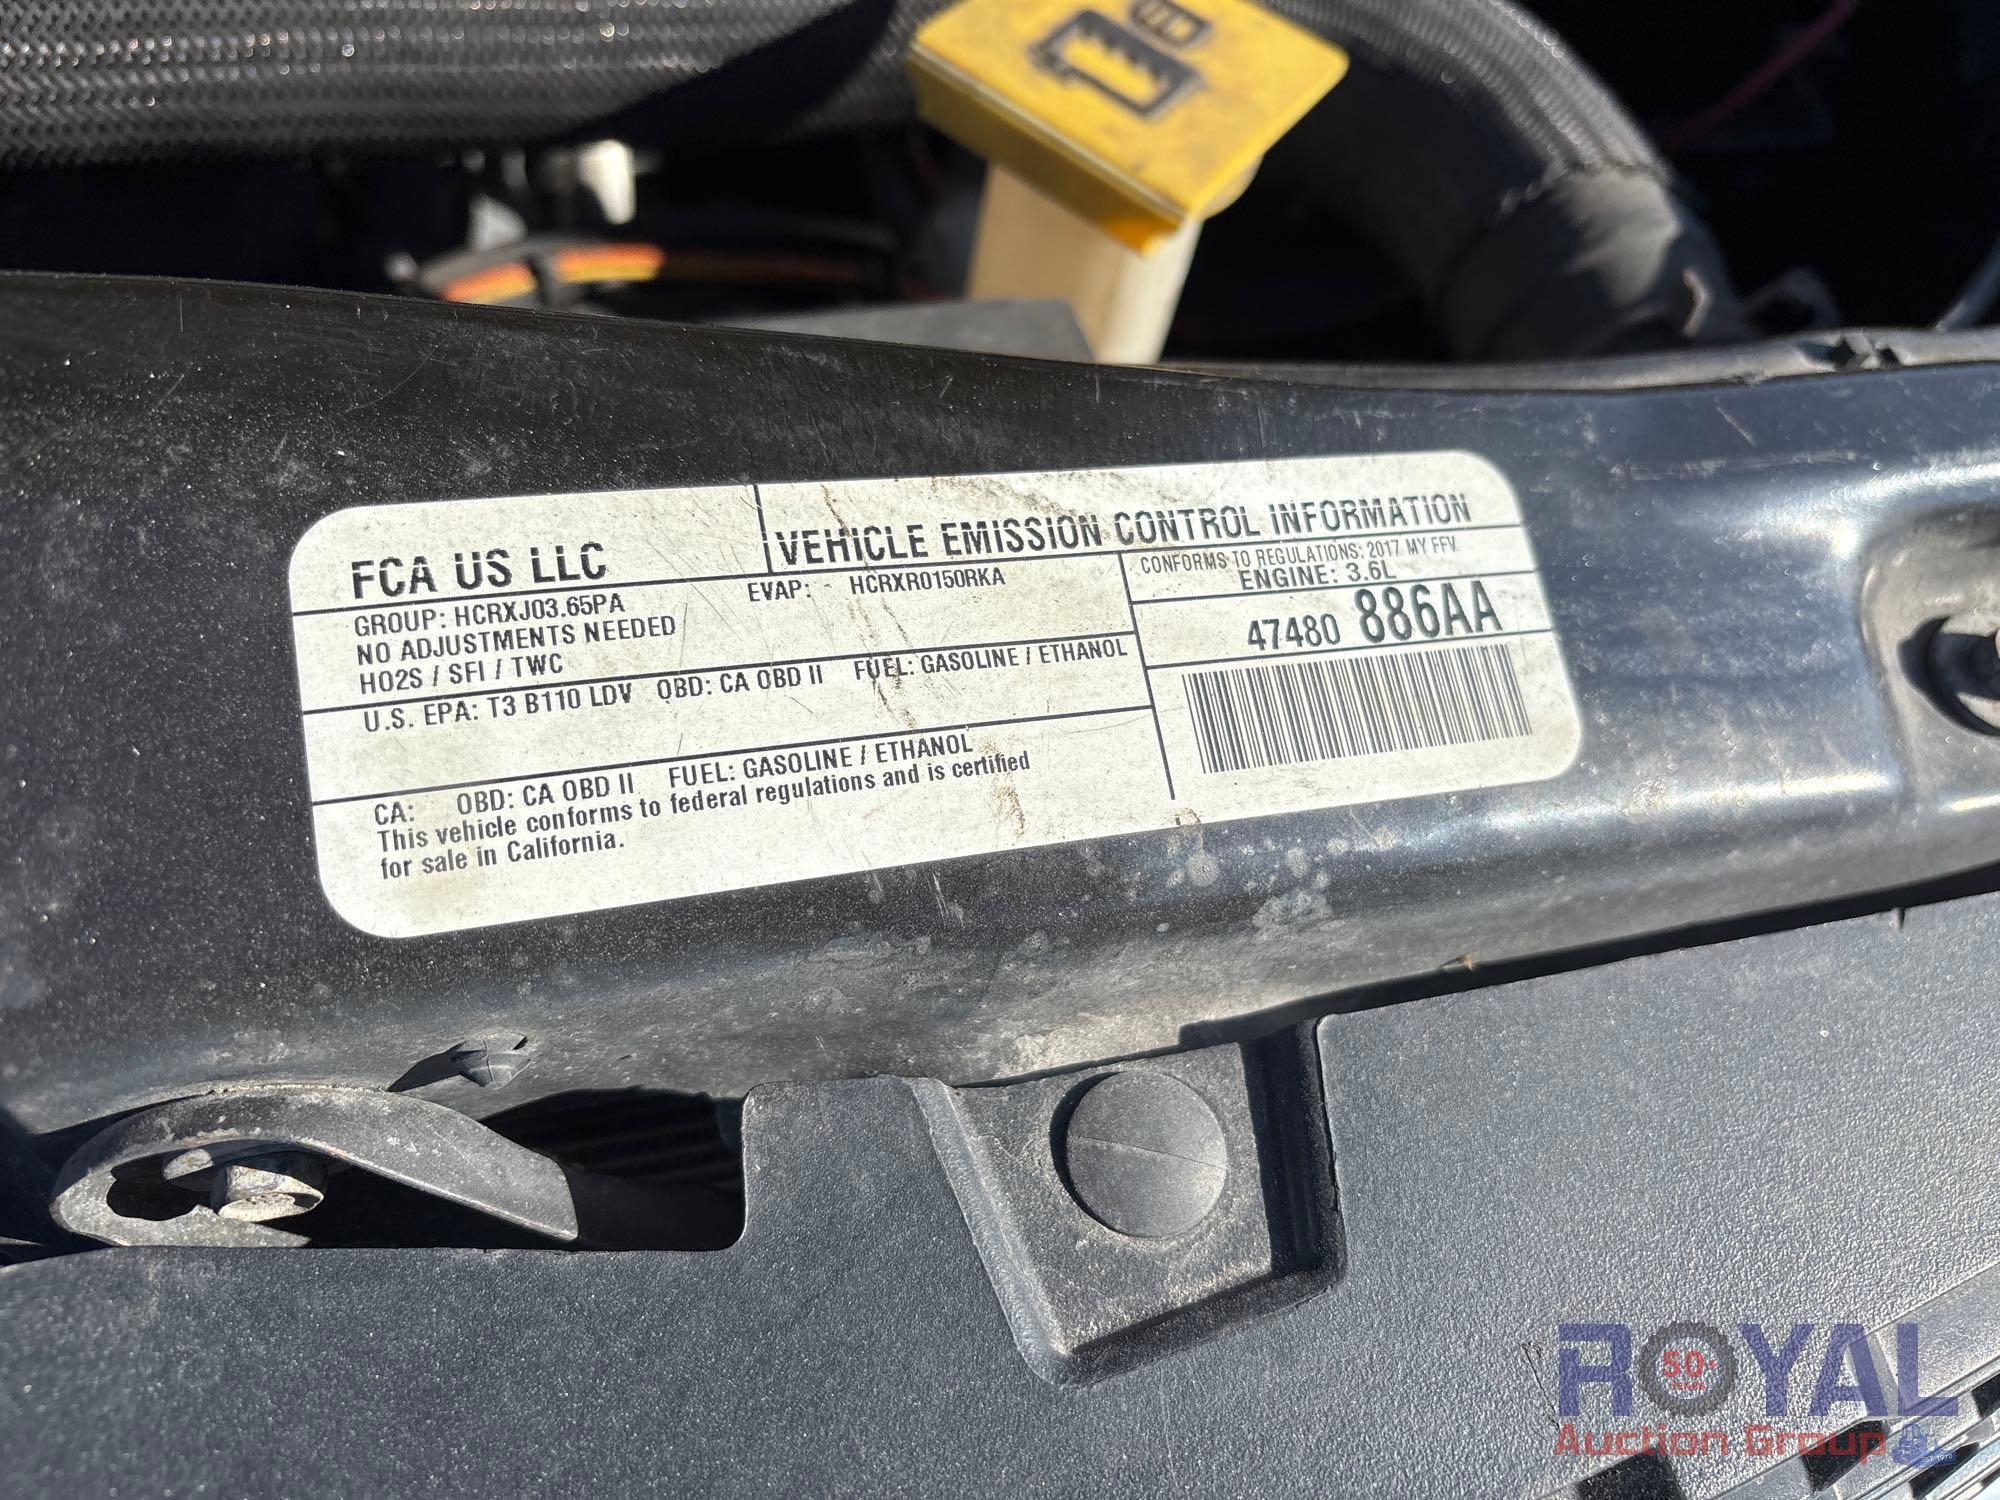 FCA US LLC
VEHICLE EMISSION CONTROL INFORMATION
GROUP: HCRXJ03.65PA
EVAP: HCRXR0150RKA
NO ADJUSTMENTS NEEDED
HO2S / SFI / TWC
CONFORMS TO REGULATIONS: 2017 MY FFV
ENGINE: 3.6L
47480 886AA
U.S. EPA: T3 B110 LDV OBD: CA OBD II FUEL: GASOLINE / ETHANOL
CA: OBD: CA OBD II FUEL: GASOLINE / ETHANOL
This vehicle conforms to federal regulations and is certified
for sale in California.
ROYAL
50+
Auction Group